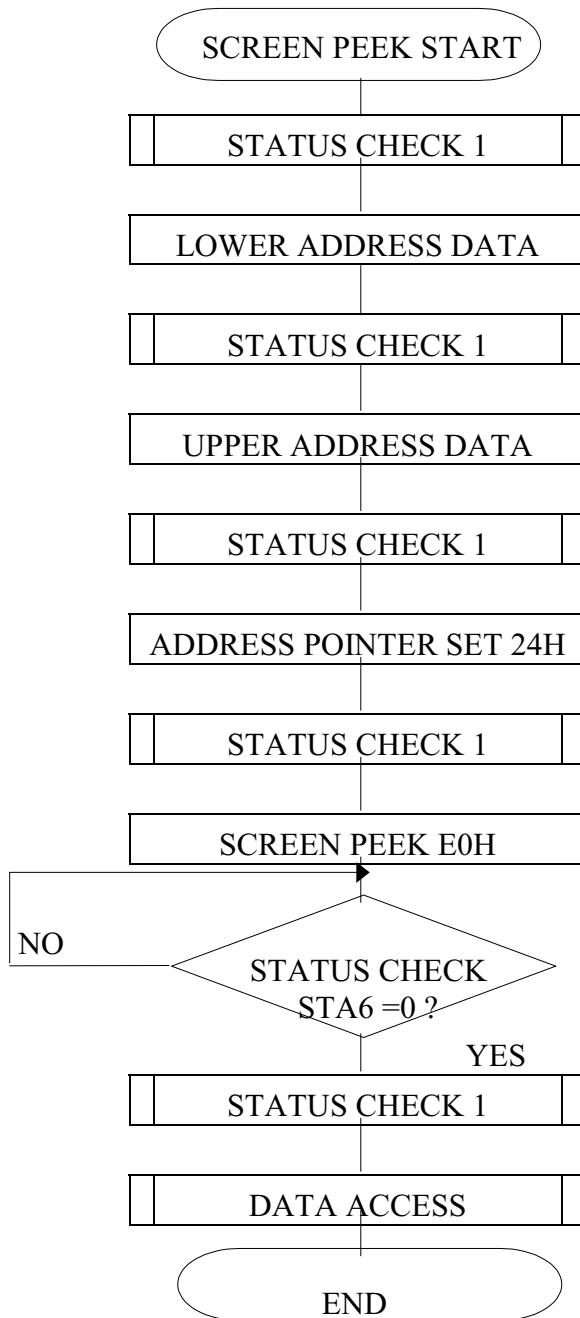 SCREEN PEEK START
STATUS CHECK 1
LOWER ADDRESS DATA
STATUS CHECK 1
UPPER ADDRESS DATA
STATUS CHECK 1
ADDRESS POINTER SET 24H
STATUS CHECK 1
SCREEN PEEK E0H
NO
STATUS CHECK
STA6 =0 ?
YES
STATUS CHECK 1
DATA ACCESS
END